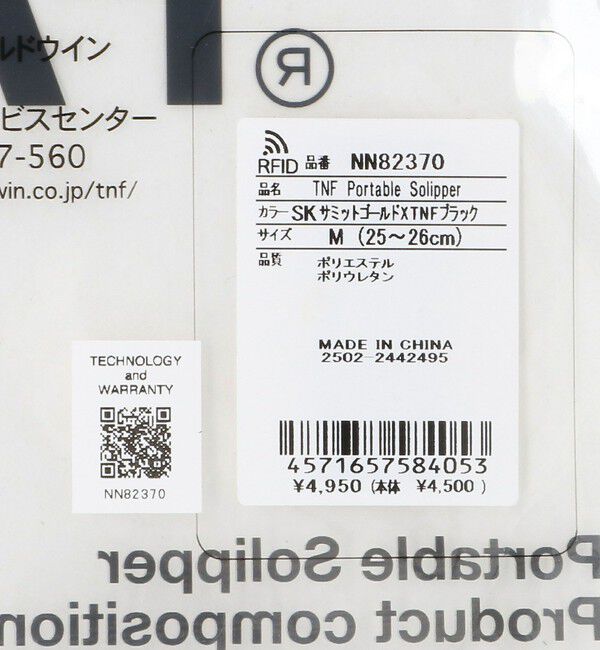 ルドウイン
®
ビスセンター
7-560
win.co.jp/tnf/
RFID 品番 NN82370
品名 TNF Portable Solipper
カラー SKサミットゴールドXTNFブラック
サイズ M (25～26cm)
品質 ポリエステル
ポリウレタン
MADE IN CHINA
2502-2442495
TECHNOLOGY
and
WARRANTY
NN82370
4571657584053
¥4,950 (本体 ¥4,500 )
Portable Solipper
Product composition